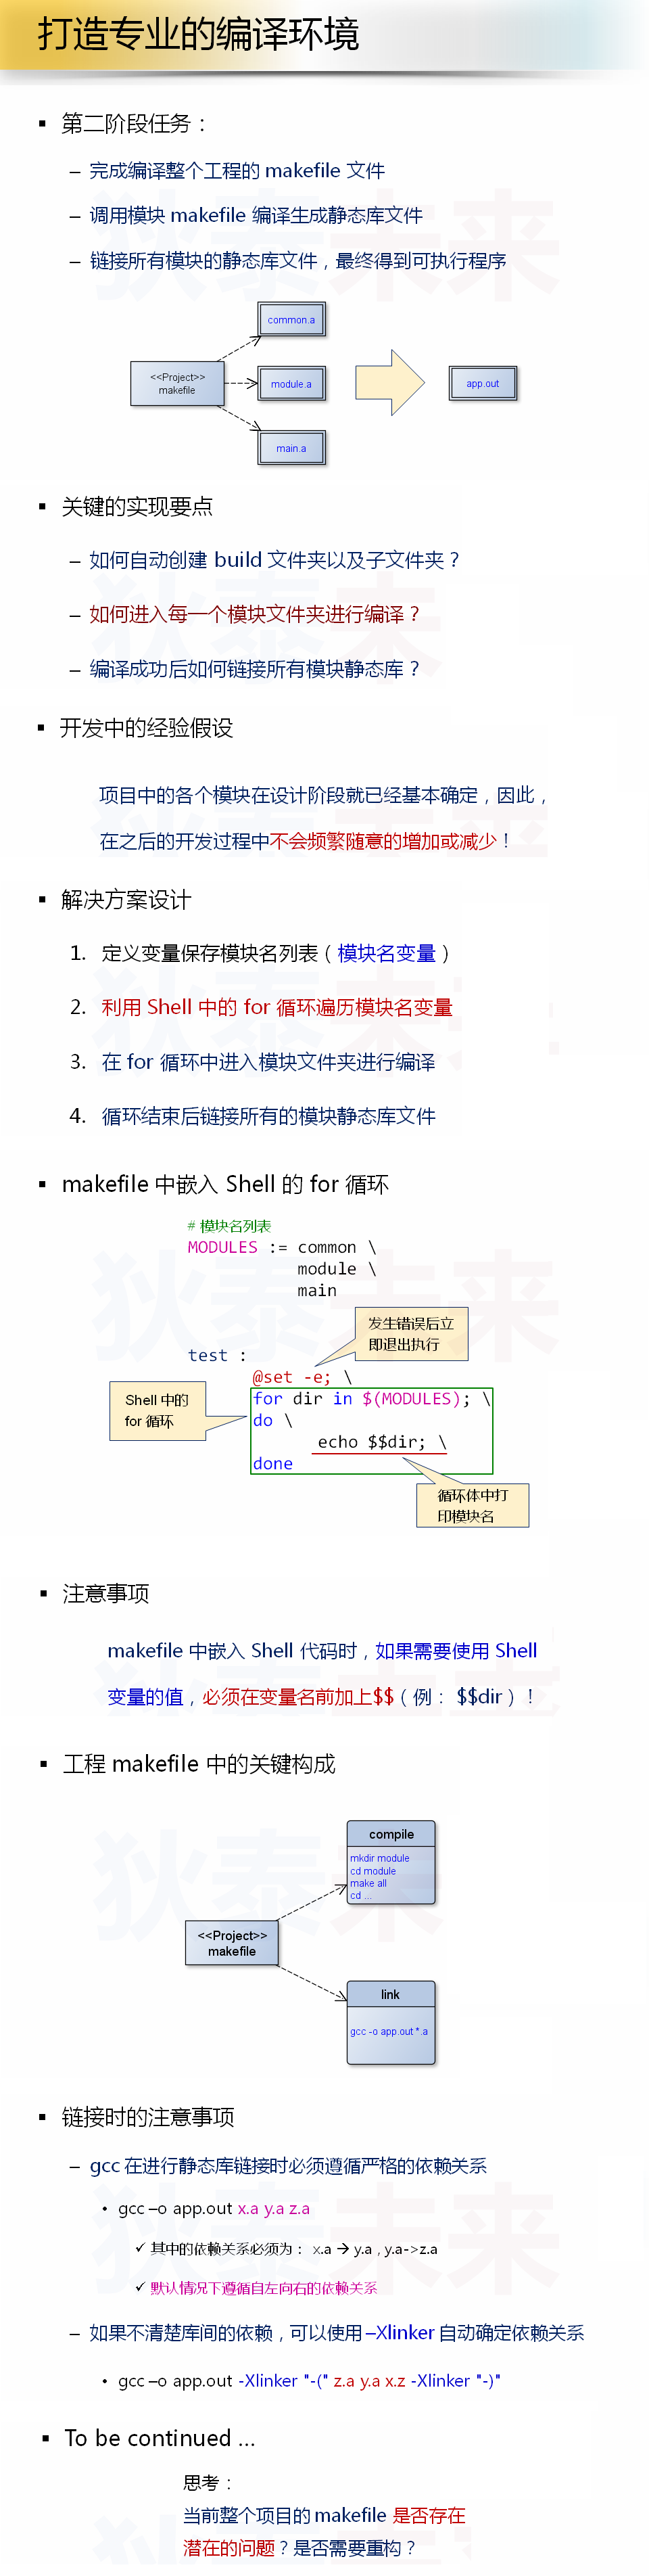 打造专业的编译环境
▪ 第二阶段任务：
– 完成编译整个工程的 makefile 文件
– 调用模块 makefile 编译生成静态库文件
– 链接所有模块的静态库文件，最终得到可执行程序
狄泰未来
common.a
<<Project>>
makefile
module.a
app.out
main.a
▪ 关键的实现要点
– 如何自动创建 build 文件夹以及子文件夹？
– 如何进入每一个模块文件夹进行编译？
– 编译成功后如何链接所有模块静态库？
▪ 开发中的经验假设
项目中的各个模块在设计阶段就已经基本确定，因此，
在之后的开发过程中不会频繁随意的增加或减少！
▪ 解决方案设计
1. 定义变量保存模块名列表（模块名变量）
2. 利用 Shell 中的 for 循环遍历模块名变量
3. 在 for 循环中进入模块文件夹进行编译
4. 循环结束后链接所有的模块静态库文件
▪ makefile 中嵌入 Shell 的 for 循环
# 模块名列表
MODULES := common \
module \
main
发生错误后立
即退出执行
test :
@set -e; \
Shell 中的
for 循环
for dir in $(MODULES); \
do \
echo $$dir; \
done
循环体中打
印模块名
▪ 注意事项
makefile 中嵌入 Shell 代码时，如果需要使用 Shell
变量的值，必须在变量名前加上$$（例： $$dir）！
▪ 工程 makefile 中的关键构成
compile
mkdir module
cd module
make all
cd ...
<<Project>>
makefile
link
gcc -o app.out *.a
▪ 链接时的注意事项
– gcc 在进行静态库链接时必须遵循严格的依赖关系
• gcc –o app.out x.a y.a z.a
✓ 其中的依赖关系必须为： x.a → y.a , y.a->z.a
✓ 默认情况下遵循自左向右的依赖关系
– 如果不清楚库间的依赖，可以使用 –Xlinker 自动确定依赖关系
• gcc –o app.out -Xlinker "-(" z.a y.a x.z -Xlinker "-)"
▪ To be continued ...
思考：
当前整个项目的 makefile 是否存在
潜在的问题？是否需要重构？